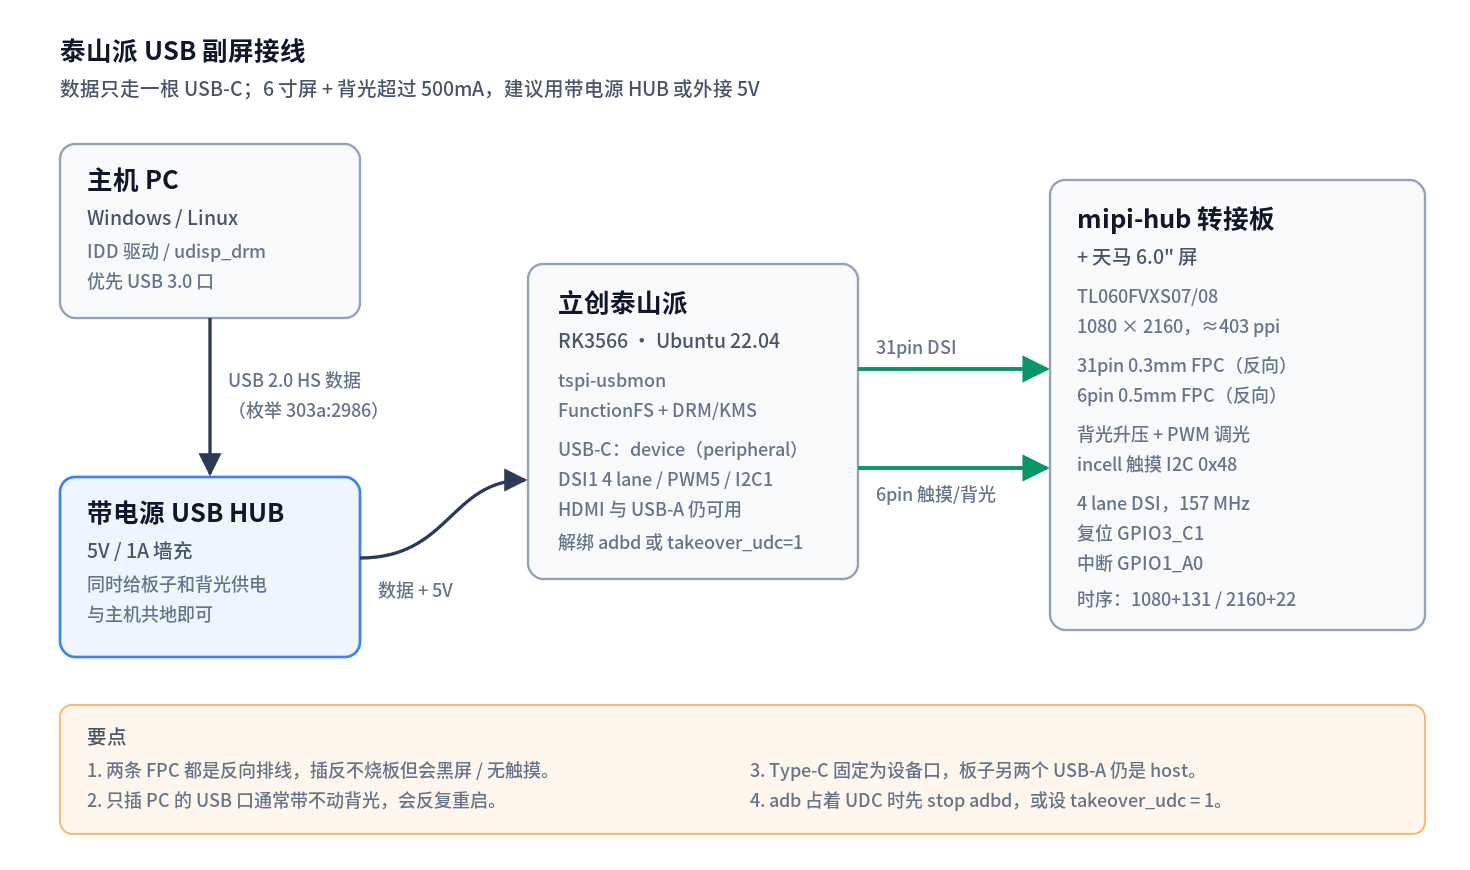 泰山派 USB 副屏接线
数据只走一根 USB-C；6 寸屏 + 背光超过 500mA，建议用带电源 HUB 或外接 5V
主机 PC
Windows / Linux
IDD 驱动 / udisp_drm
优先 USB 3.0 口
USB 2.0 HS 数据
（枚举 303a:2986）
带电源 USB HUB
5V / 1A 墙充
同时给板子和背光供电
与主机共地即可
数据 + 5V
立创泰山派
RK3566 · Ubuntu 22.04
tspi-usbmon
FunctionFS + DRM/KMS
USB-C：device（peripheral）
DSI1 4 lane / PWM5 / I2C1
HDMI 与 USB-A 仍可用
解绑 adbd 或 takeover_udc=1
31pin DSI
6pin 触摸/背光
mipi-hub 转接板
+ 天马 6.0" 屏
TL060FVXS07/08
1080 × 2160，≈403 ppi
31pin 0.3mm FPC（反向）
6pin 0.5mm FPC（反向）
背光升压 + PWM 调光
incell 触摸 I2C 0x48
4 lane DSI，157 MHz
复位 GPIO3_C1
中断 GPIO1_A0
时序：1080+131 / 2160+22
要点
1. 两条 FPC 都是反向排线，插反不烧板但会黑屏 / 无触摸。
2. 只插 PC 的 USB 口通常带不动背光，会反复重启。
3. Type-C 固定为设备口，板子另两个 USB-A 仍是 host。
4. adb 占着 UDC 时先 stop adbd，或设 takeover_udc = 1。